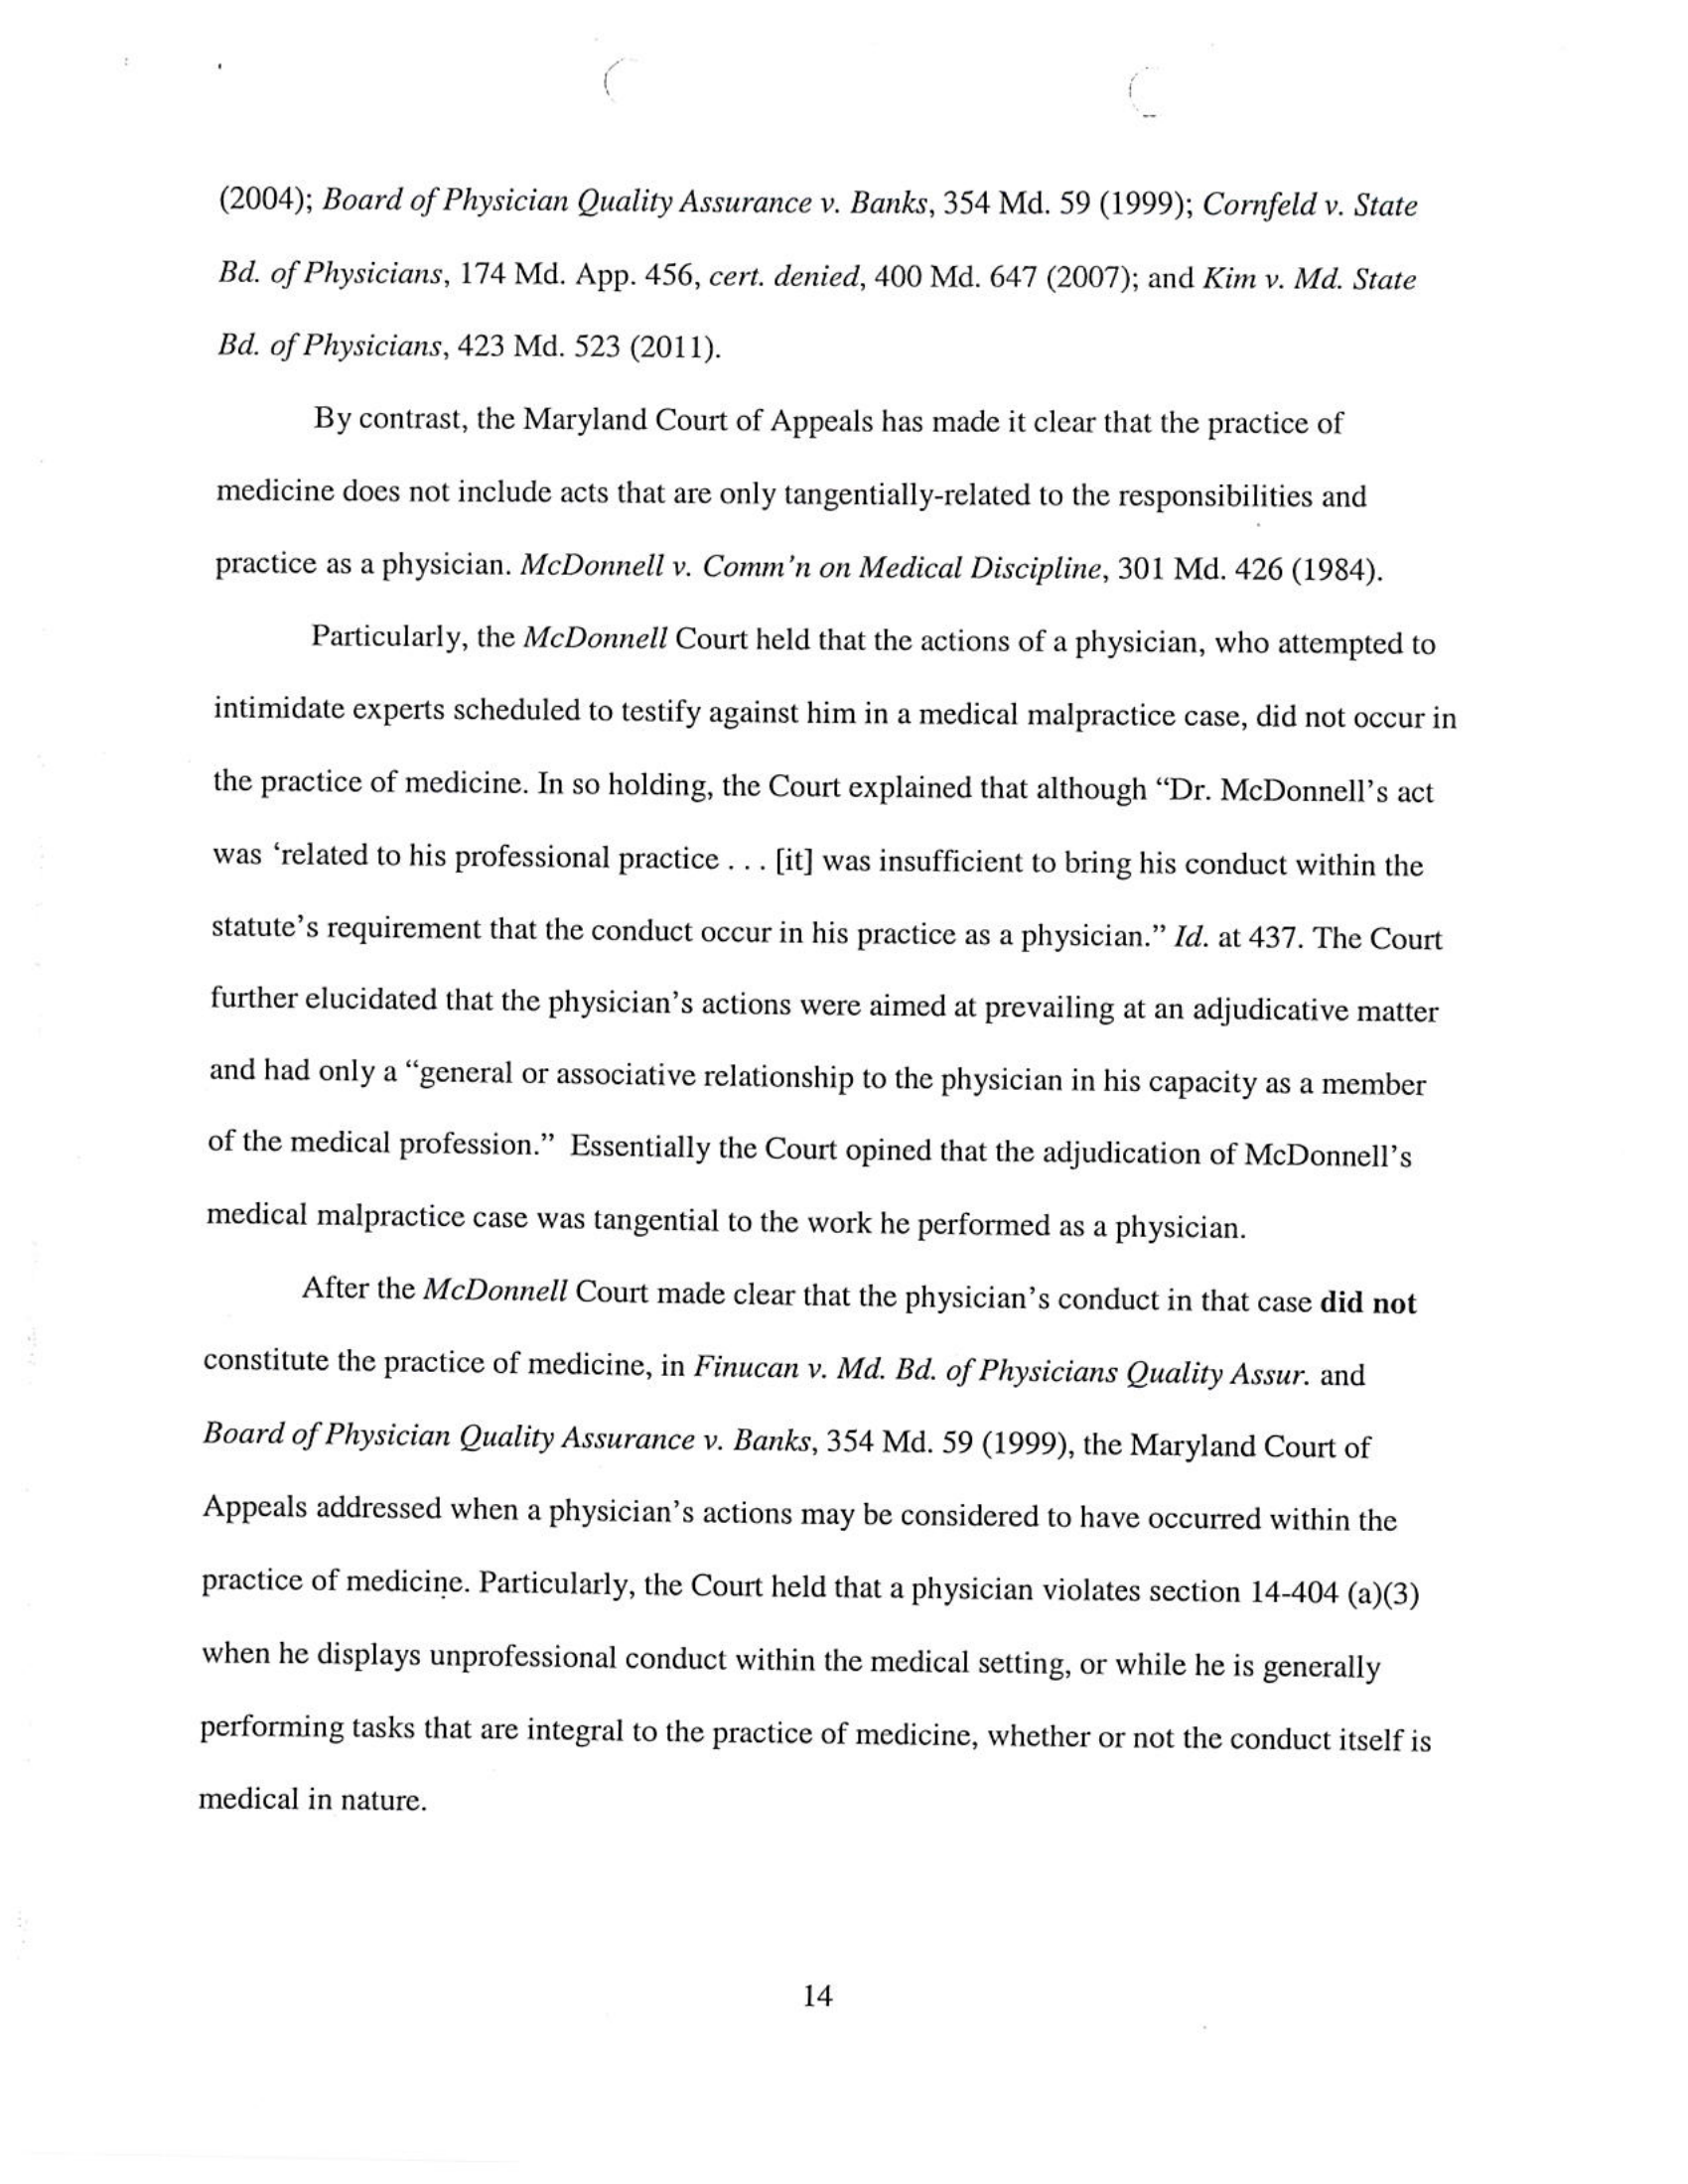 (2004); Board of Physician Quality Assurance v. Banks, 354 Md. 59 (1999); Cornfeld v. State
Bd. of Physicians, 174 Md. App. 456, cert. denied, 400 Md. 647 (2007); and Kim v. Md. State
Bd. of Physicians, 423 Md. 523 (2011).
By contrast, the Maryland Court of Appeals has made it clear that the practice of
medicine does not include acts that are only tangentially-related to the responsibilities and
practice as a physician. McDonnell v. Comm’n on Medical Discipline, 301 Md. 426 (1984).
Particularly, the McDonnell Court held that the actions of a physician, who attempted to
intimidate experts scheduled to testify against him in a medical malpractice case, did not occur in
the practice of medicine. In so holding, the Court explained that although “Dr. McDonnell’s act
was ‘related to his professional practice . . . [it] was insufficient to bring his conduct within the
statute’s requirement that the conduct occur in his practice as a physician.” Id. at 437. The Court
further elucidated that the physician’s actions were aimed at prevailing at an adjudicative matter
and had only a “general or associative relationship to the physician in his capacity as a member
of the medical profession.” Essentially the Court opined that the adjudication of McDonnell’s
medical malpractice case was tangential to the work he performed as a physician.
After the McDonnell Court made clear that the physician’s conduct in that case did not
constitute the practice of medicine, in Finucan v. Md. Bd. of Physicians Quality Assur. and
Board of Physician Quality Assurance v. Banks, 354 Md. 59 (1999), the Maryland Court of
Appeals addressed when a physician’s actions may be considered to have occurred within the
practice of medicine. Particularly, the Court held that a physician violates section 14-404 (a)(3)
when he displays unprofessional conduct within the medical setting, or while he is generally
performing tasks that are integral to the practice of medicine, whether or not the conduct itself is
medical in nature.
14